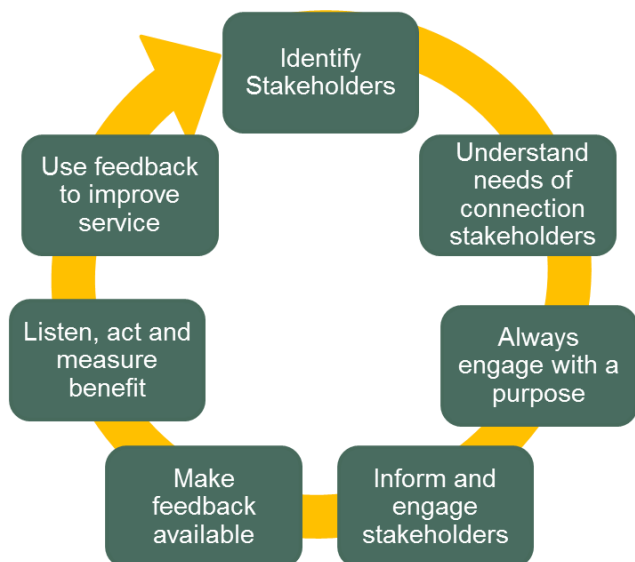 Identify
Stakeholders
Understand
needs of
connection
stakeholders
Always
engage with a
purpose
Inform and
engage
stakeholders
Make
feedback
available
Listen, act and
measure
benefit
Use feedback
to improve
service